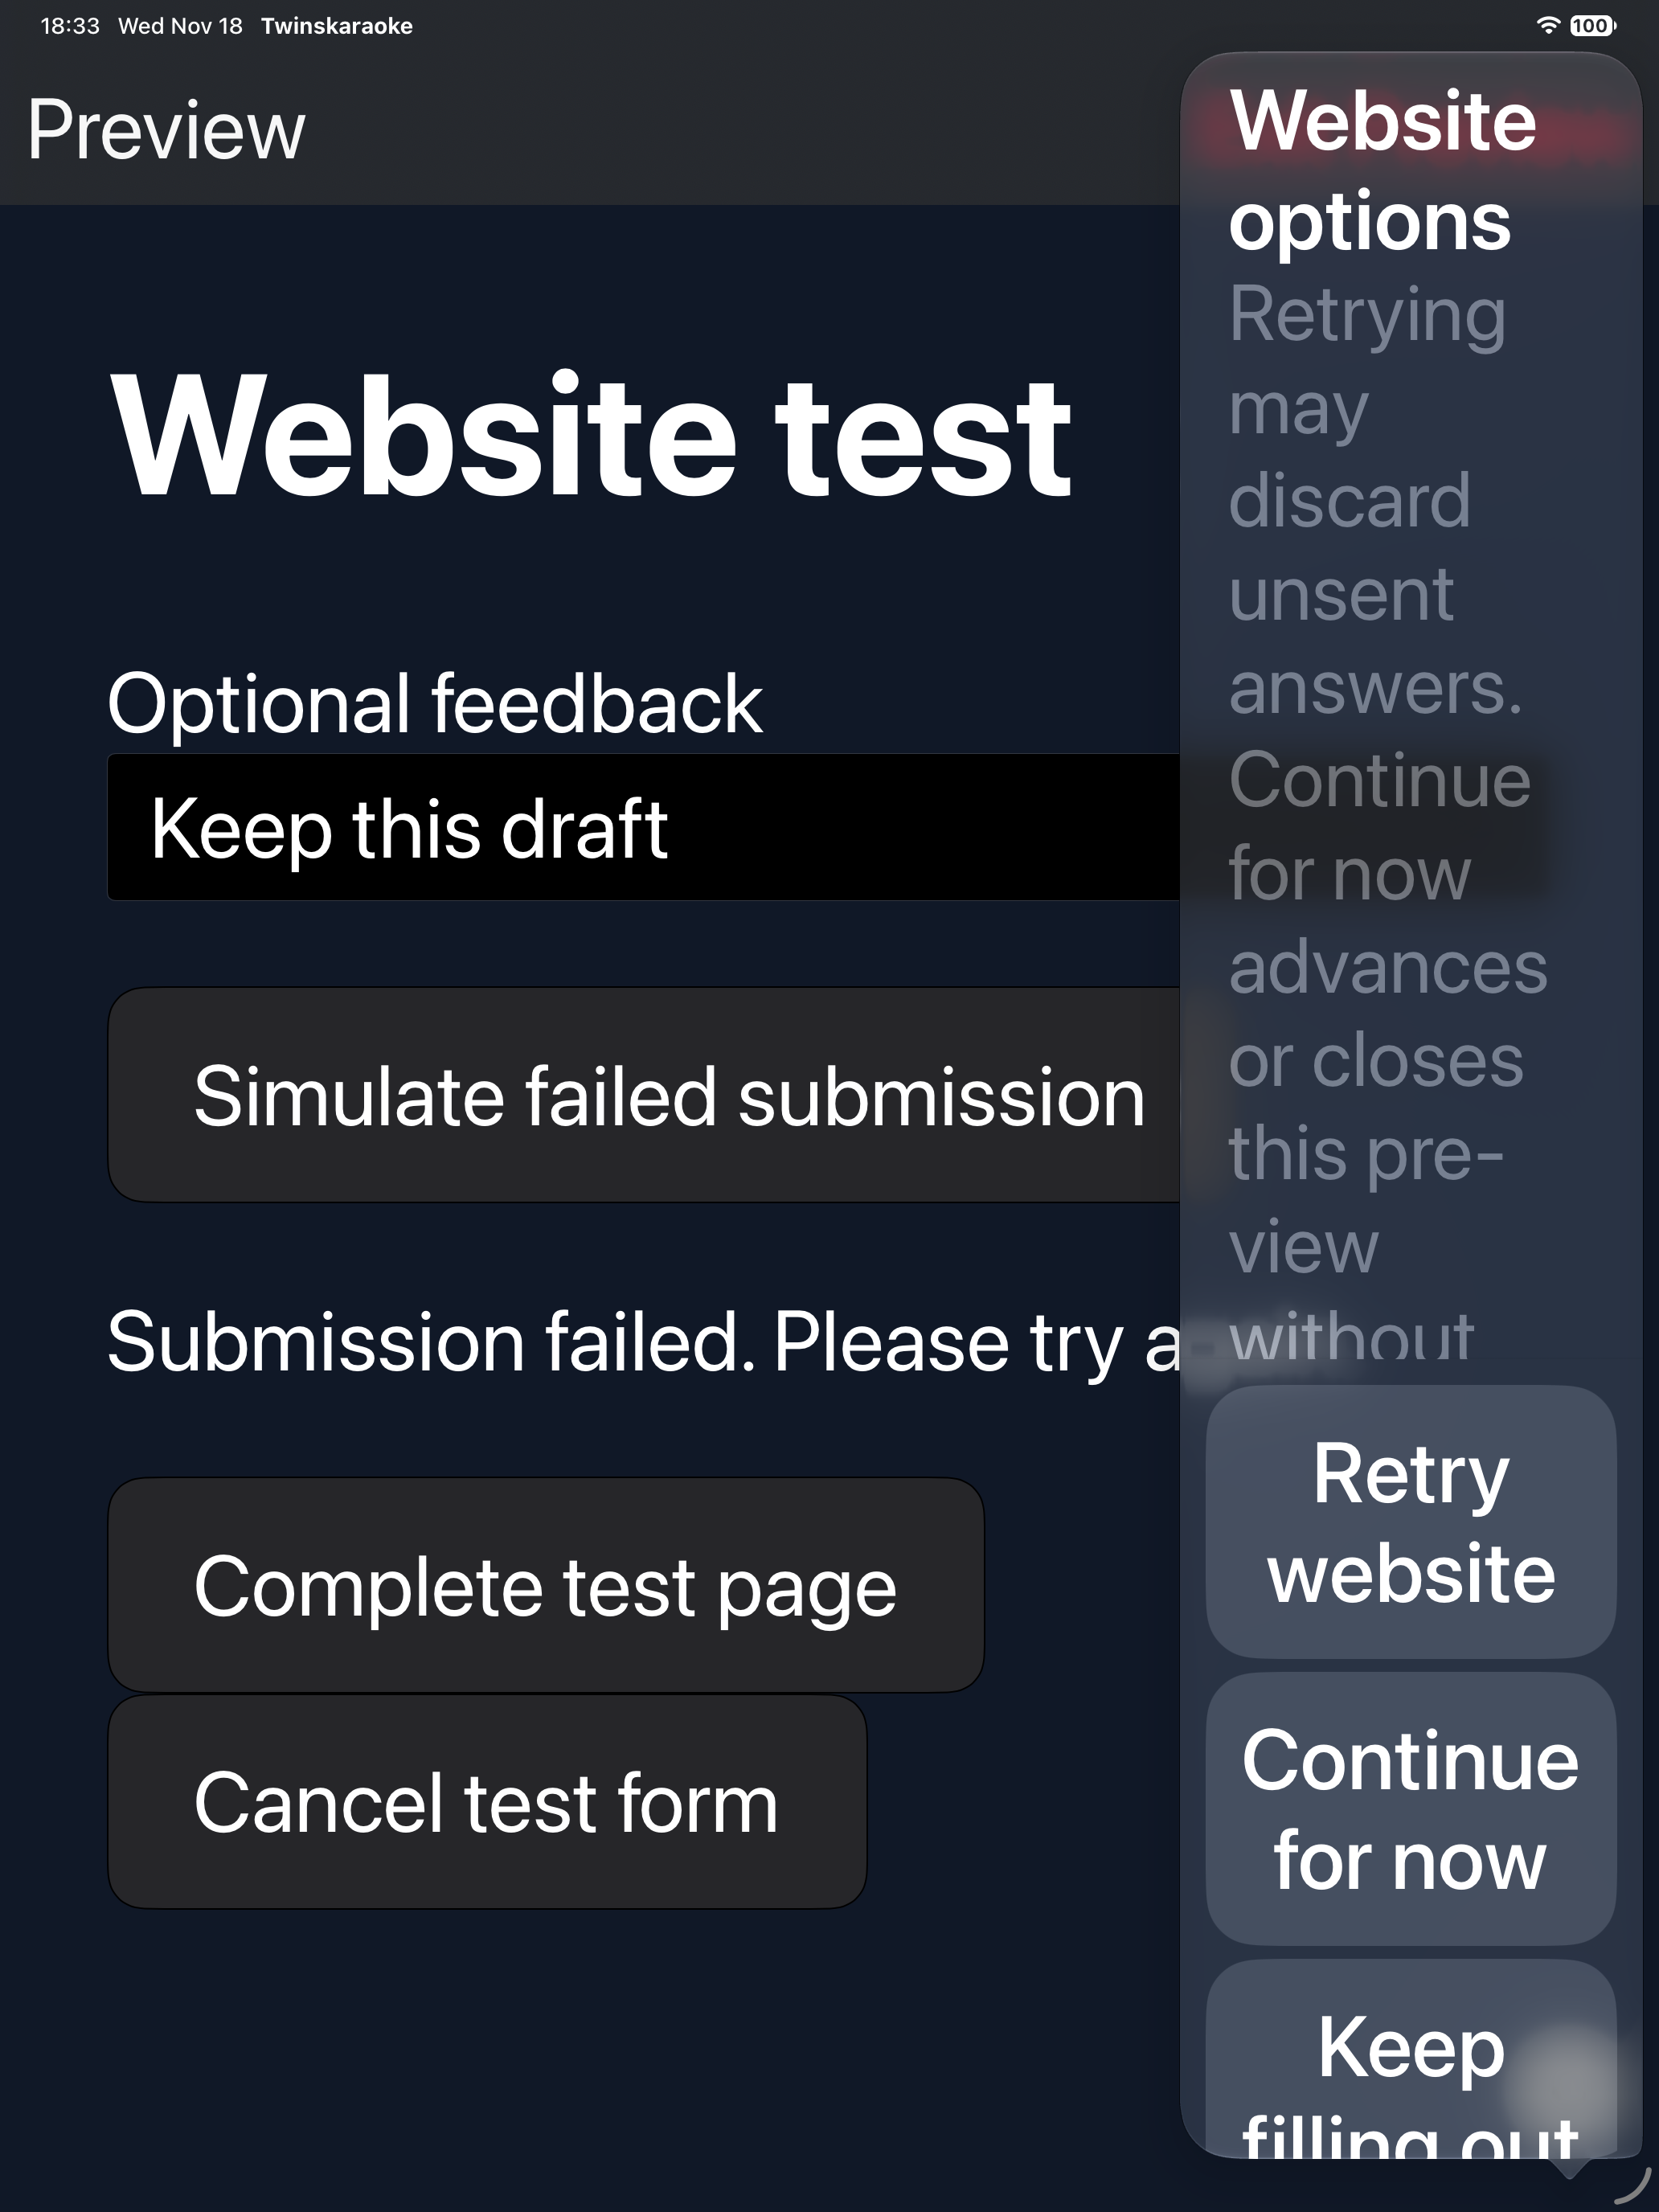 18:33 Wed Nov 18 Twinskaraoke
100
Preview
Website test
Optional feedback
Keep this draft
Simulate failed submission
Submission failed. Please try a
Complete test page
Cancel test form
Website
options
Retrying
may
discard
unsent
answers.
Continue
for now
advances
or closes
this pre-
view
without
Retry
website
Continue
for now
Keep
filling out